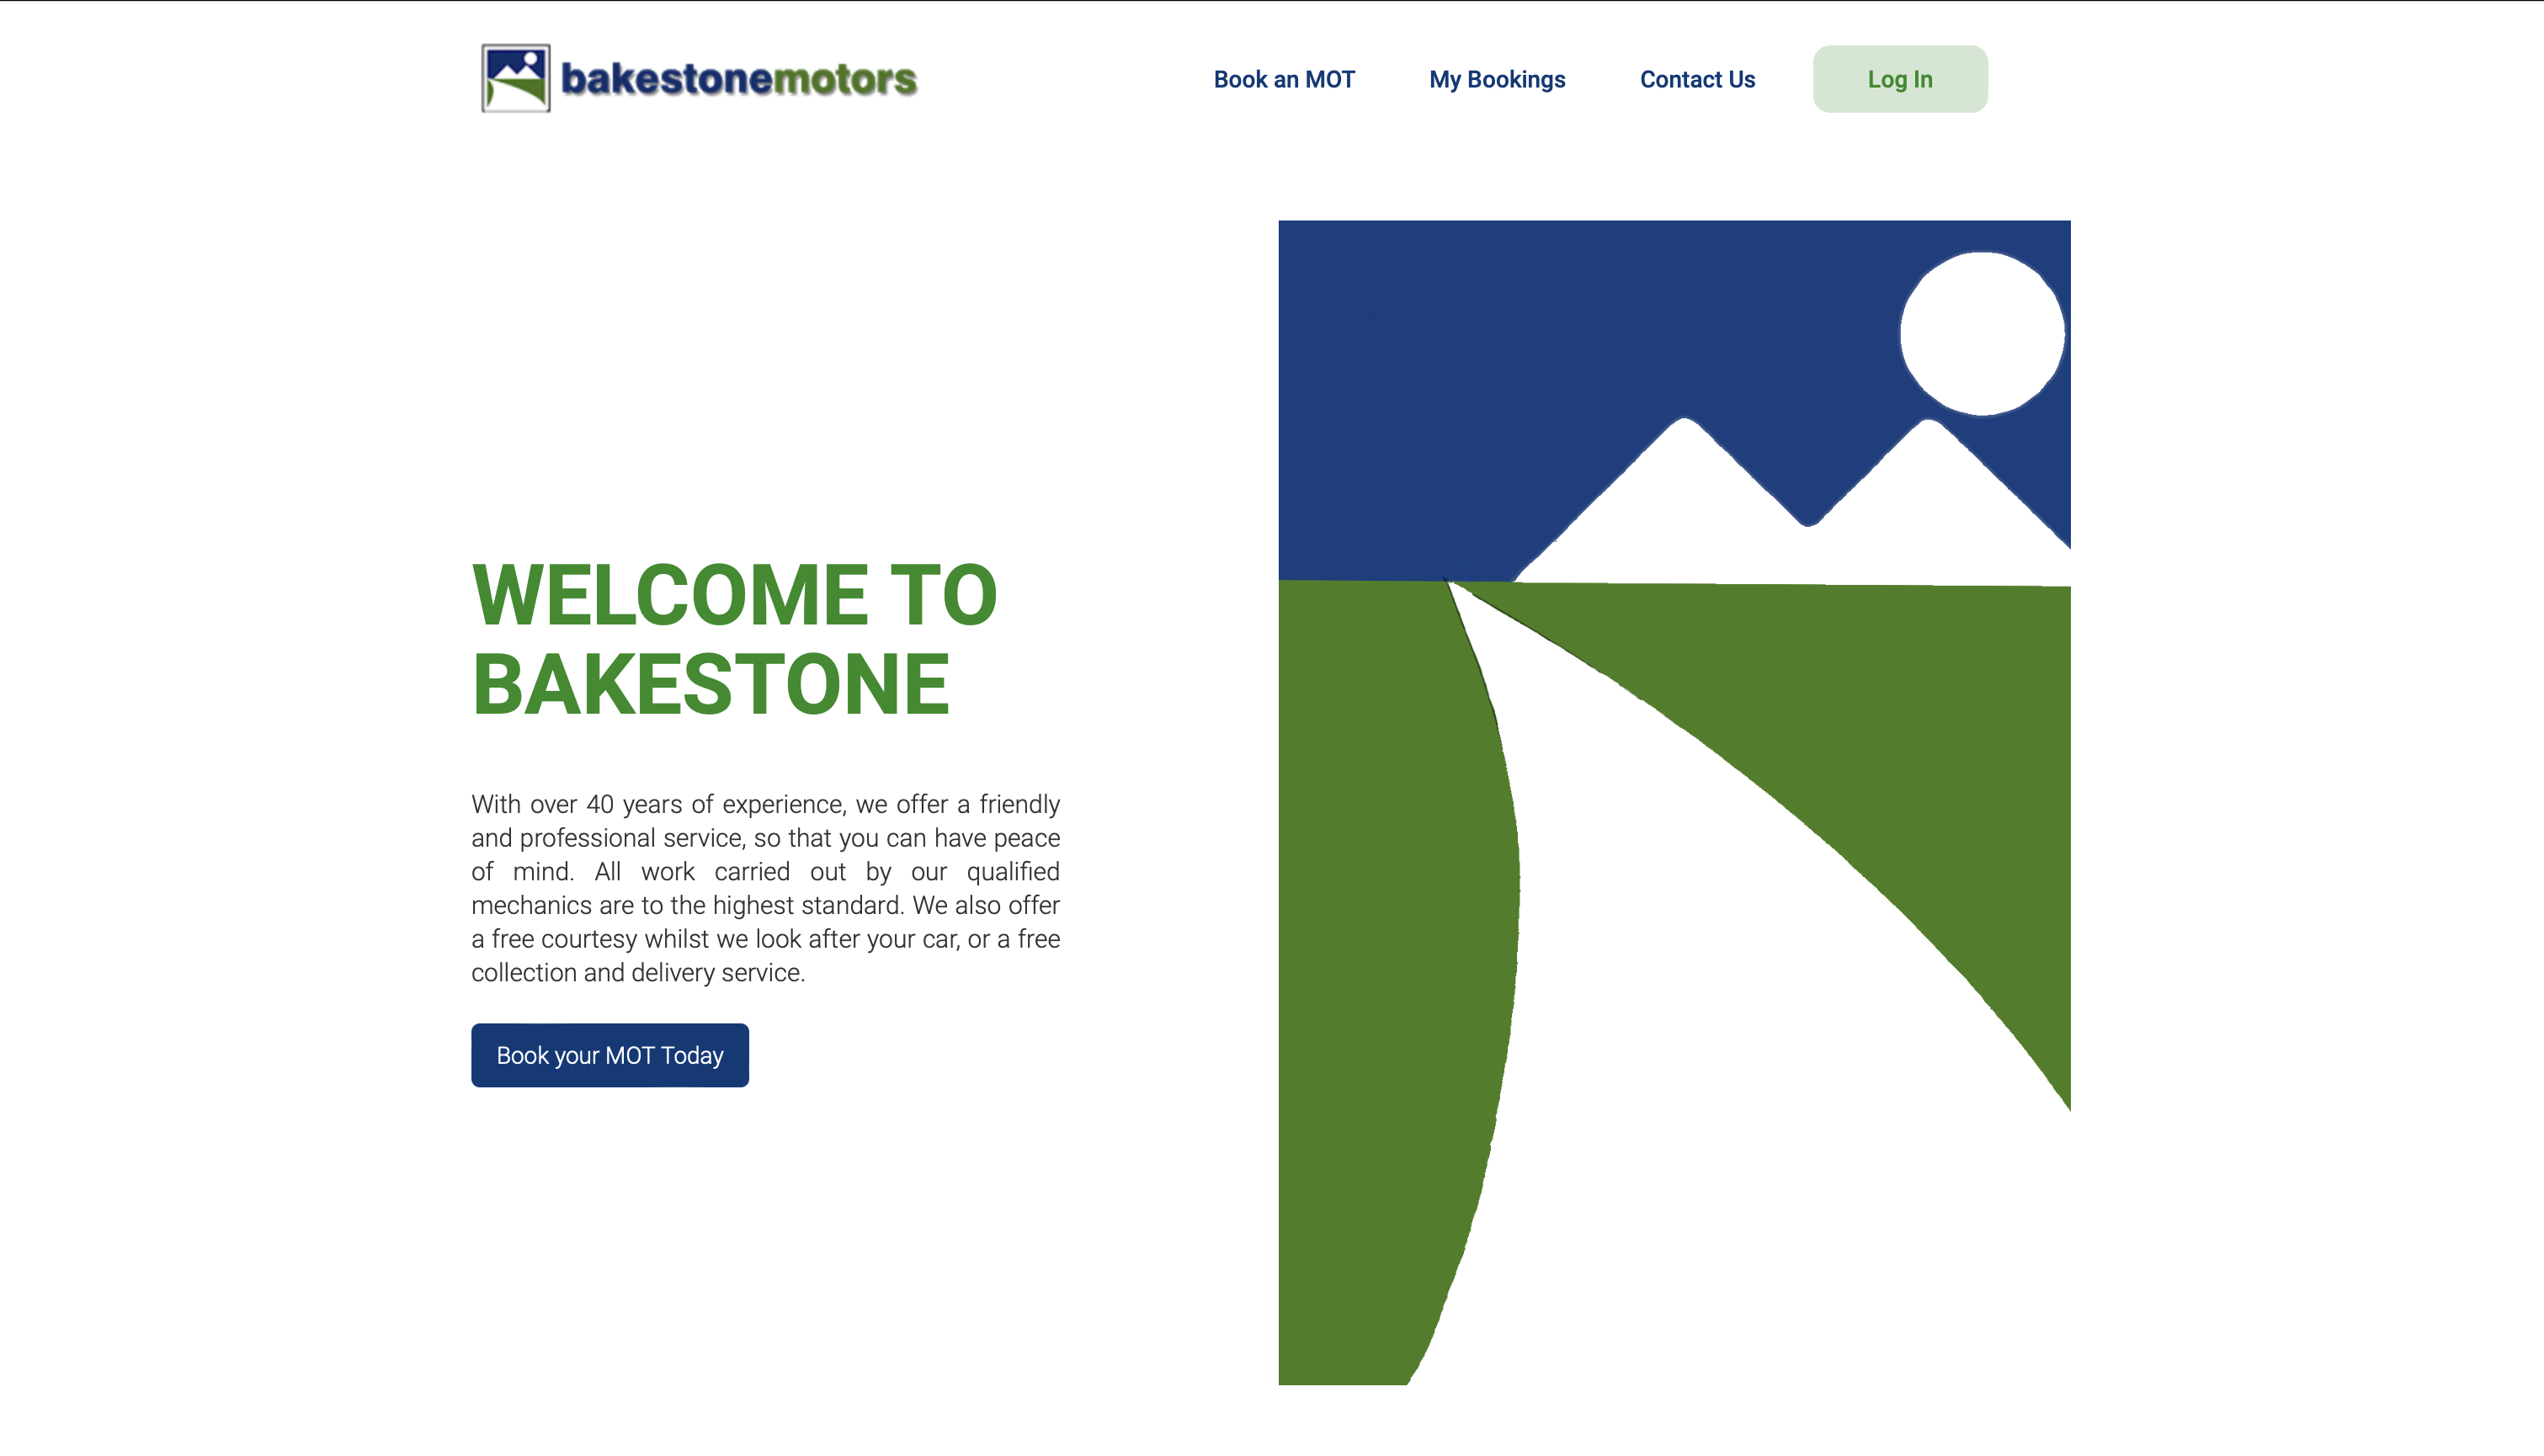 bakestonemotors
Book an MOT
My Bookings
Contact Us
Log In
WELCOME TO
BAKESTONE
With over 40 years of experience, we offer a friendly
and professional service, so that you can have peace
of mind. All work carried out by our qualified
mechanics are to the highest standard. We also offer
a free courtesy whilst we look after your car, or a free
collection and delivery service.
Book your MOT Today